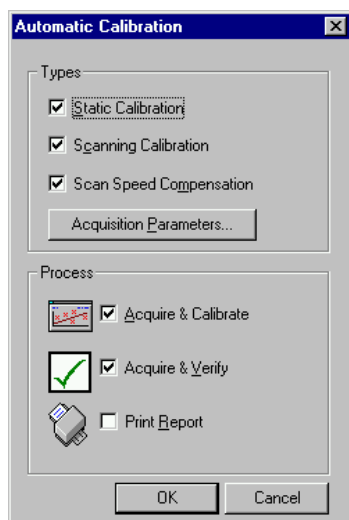 Automatic Calibration
Types
Static Calibration
Scanning Calibration
Scan Speed Compensation
Acquisition Parameters...
Process
Acquire & Calibrate
Acquire & Verify
Print Report
OK
Cancel